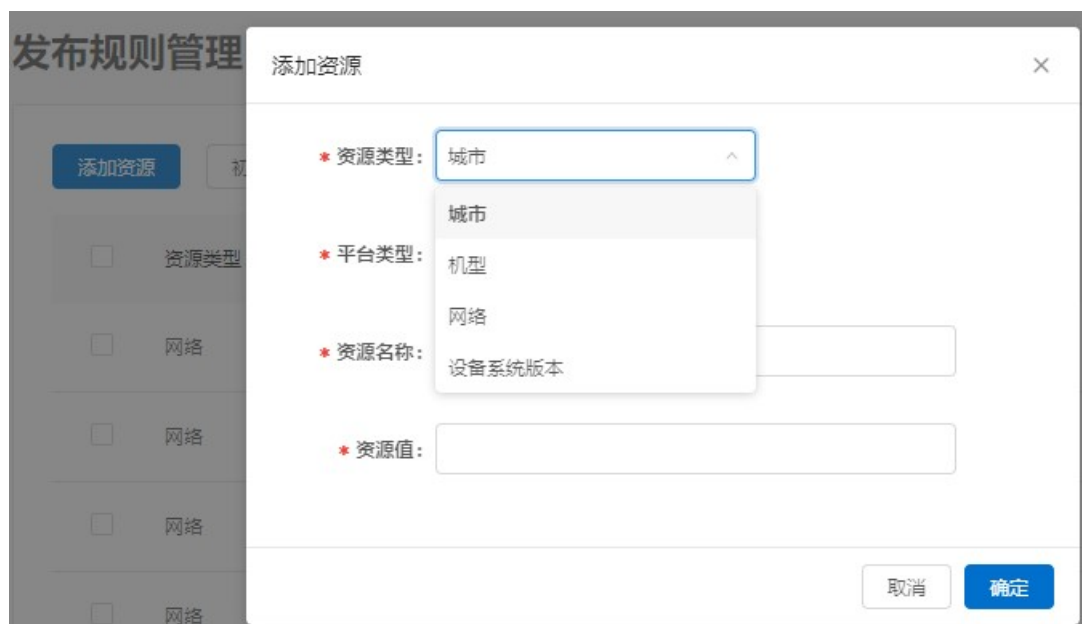 发布规则管理
添加资源
添加资源
初
资源类型
网络
网络
网络
网络
* 资源类型:
城市
城市
机型
网络
设备系统版本
* 平台类型:
* 资源名称:
* 资源值:
取消
确定